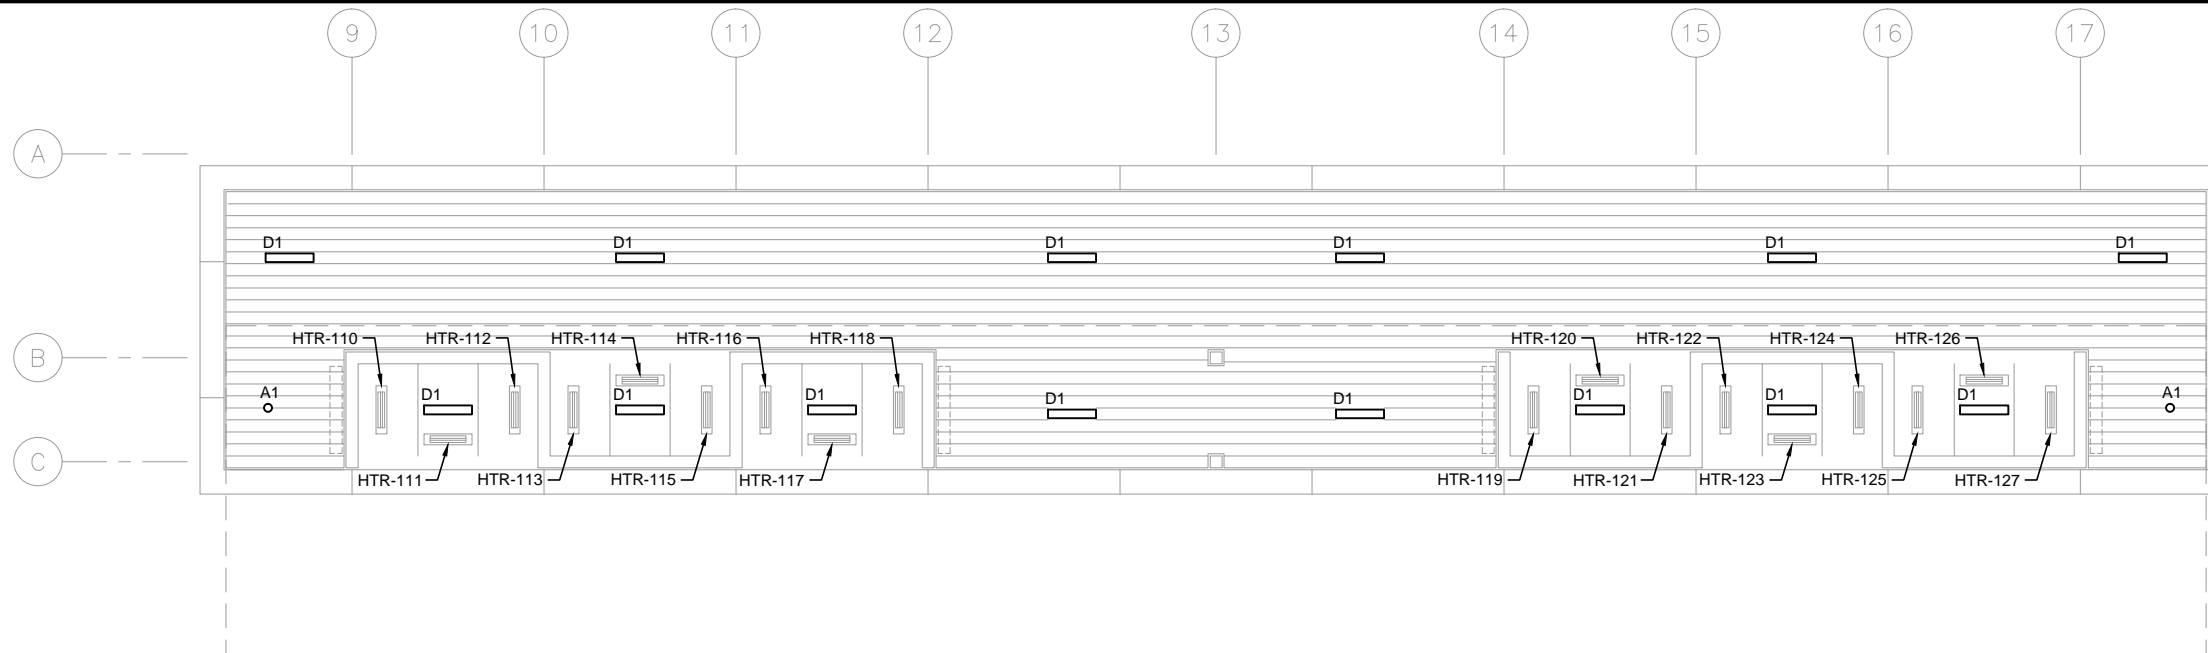 9
10
11
12
13
14
15
16
17
A
D1
D1
D1
D1
D1
D1
HTR-110
HTR-112
HTR-114
HTR-116
HTR-118
HTR-120
HTR-122
HTR-124
HTR-126
B
A1
D1
D1
D1
D1
D1
D1
D1
D1
A1
C
HTR-111
HTR-113
HTR-115
HTR-117
HTR-119
HTR-121
HTR-123
HTR-125
HTR-127